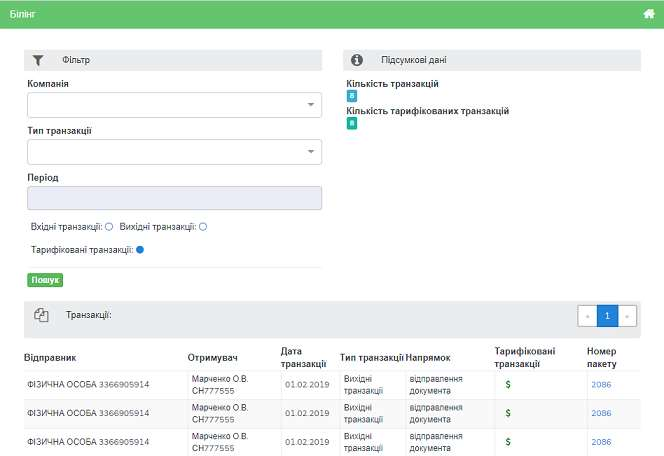 Білінг
Фільтр
Компанія
Тип транзакції
Період
Вхідні транзакції: Вихідні транзакції:
Тарифіковані транзакції:
Пошук
Підсумкові дані
Кількість транзакцій
8
Кількість тарифікованих транзакцій
8
Транзакції:
« 1 »
Відправник Отримувач Дата транзакції Тип транзакції Напрямок Тарифіковані транзакції Номер пакету
ФІЗИЧНА ОСОБА 3366905914 Марченко О.В. СН777555 01.02.2019 Вихідні транзакції відправлення документа $ 2086
ФІЗИЧНА ОСОБА 3366905914 Марченко О.В. СН777555 01.02.2019 Вихідні транзакції відправлення документа $ 2086
ФІЗИЧНА ОСОБА 3366905914 Марченко О.В. СН777555 01.02.2019 Вихідні транзакції відправлення документа $ 2086